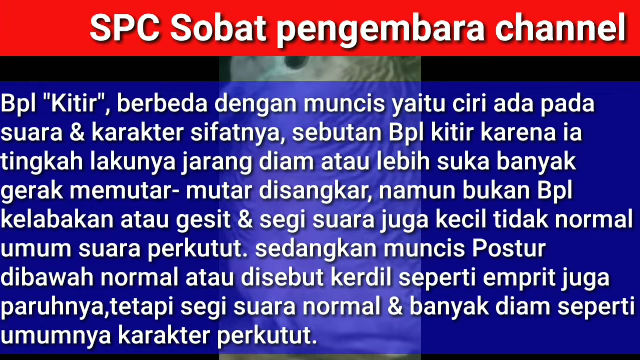 SPC Sobat pengembara channel
Bpl "Kitir", berbeda dengan muncis yaitu ciri ada pada
suara & karakter sifatnya, sebutan Bpl kitir karena ia
tingkah lakunya jarang diam atau lebih suka banyak
gerak memutar- mutar disangkar, namun bukan Bpl
kelabakan atau gesit & segi suara juga kecil tidak normal
umum suara perkutut. sedangkan muncis Postur
dibawah normal atau disebut kerdil seperti emprit juga
paruhnya,tetapi segi suara normal & banyak diam seperti
umumnya karakter perkutut.